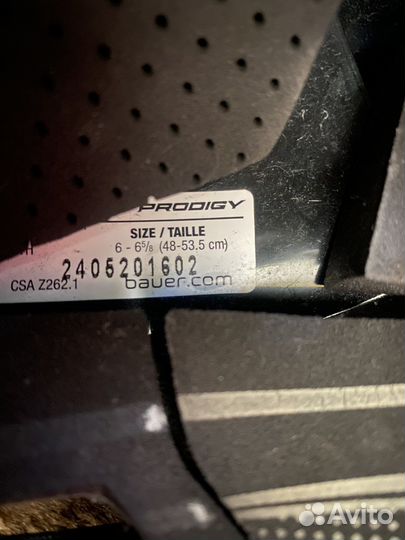 PRODIGY
SIZE / TAILLE
6 - 6⁵/₈ (48-53.5 cm)
2405201602
CSA Z262.1 bauer.com
Avito